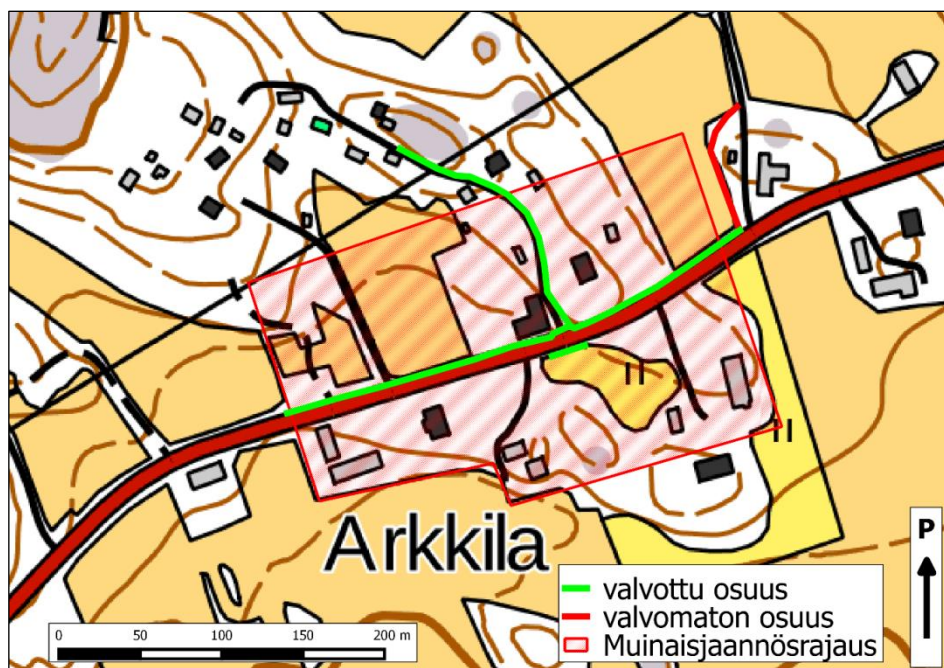 Arkkila
valvottu osuus
valvomaton osuus
Muinaisjaannösrajaus
0 50 100 150 200 m
P